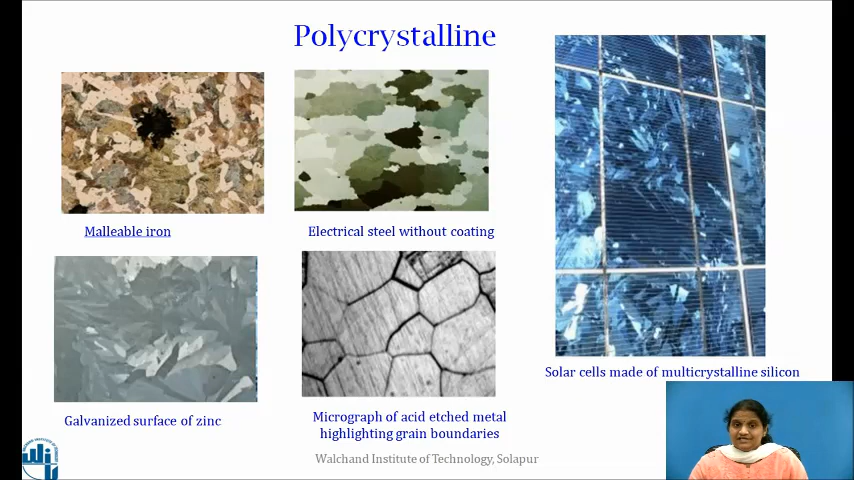 Polycrystalline
Malleable iron
Electrical steel without coating
Galvanized surface of zinc
Micrograph of acid etched metal
highlighting grain boundaries
Solar cells made of multicrystalline silicon
Walchand Institute of Technology, Solapur